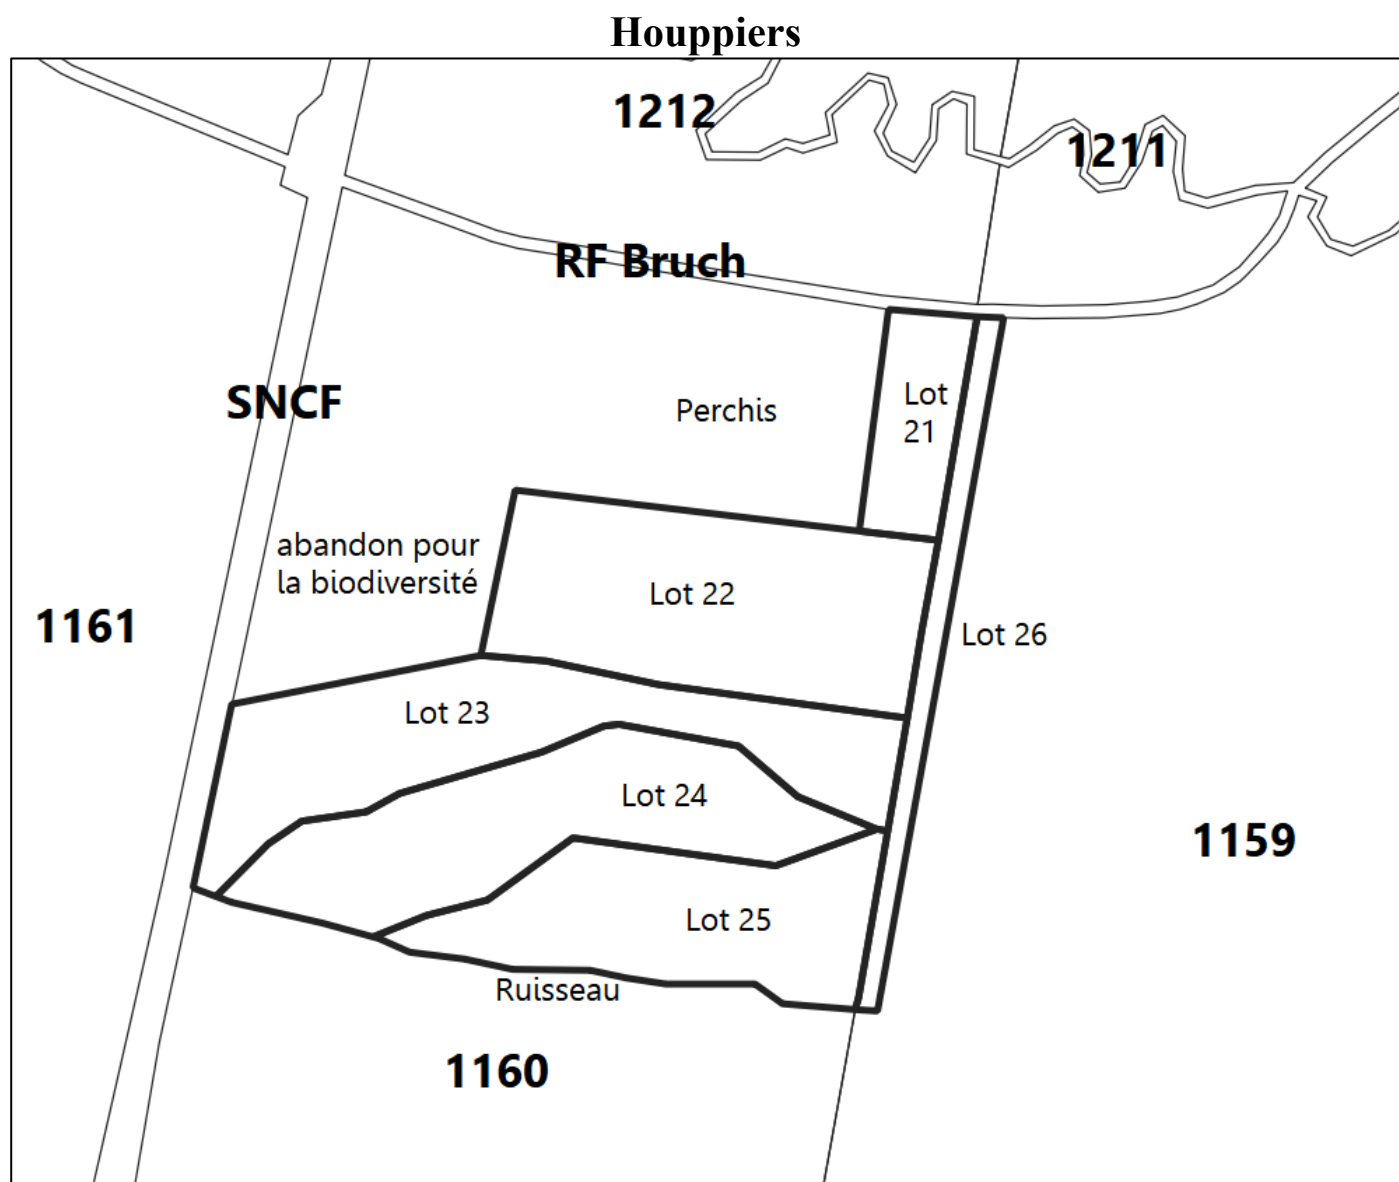 Houppiers
1212
1211
RF Bruch
SNCF
Perchis
Lot
21
abandon pour
la biodiversité
Lot 22
1161
Lot 26
Lot 23
Lot 24
1159
Lot 25
Ruisseau
1160